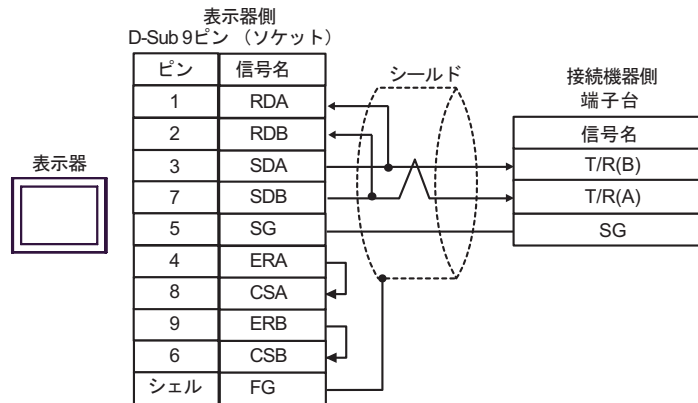 表示器側
D-Sub 9ピン （ソケット）
ピン 信号名
1 RDA
2 RDB
3 SDA
7 SDB
5 SG
4 ERA
8 CSA
9 ERB
6 CSB
シェル FG
表示器
シールド
接続機器側
端子台
信号名
T/R(B)
T/R(A)
SG